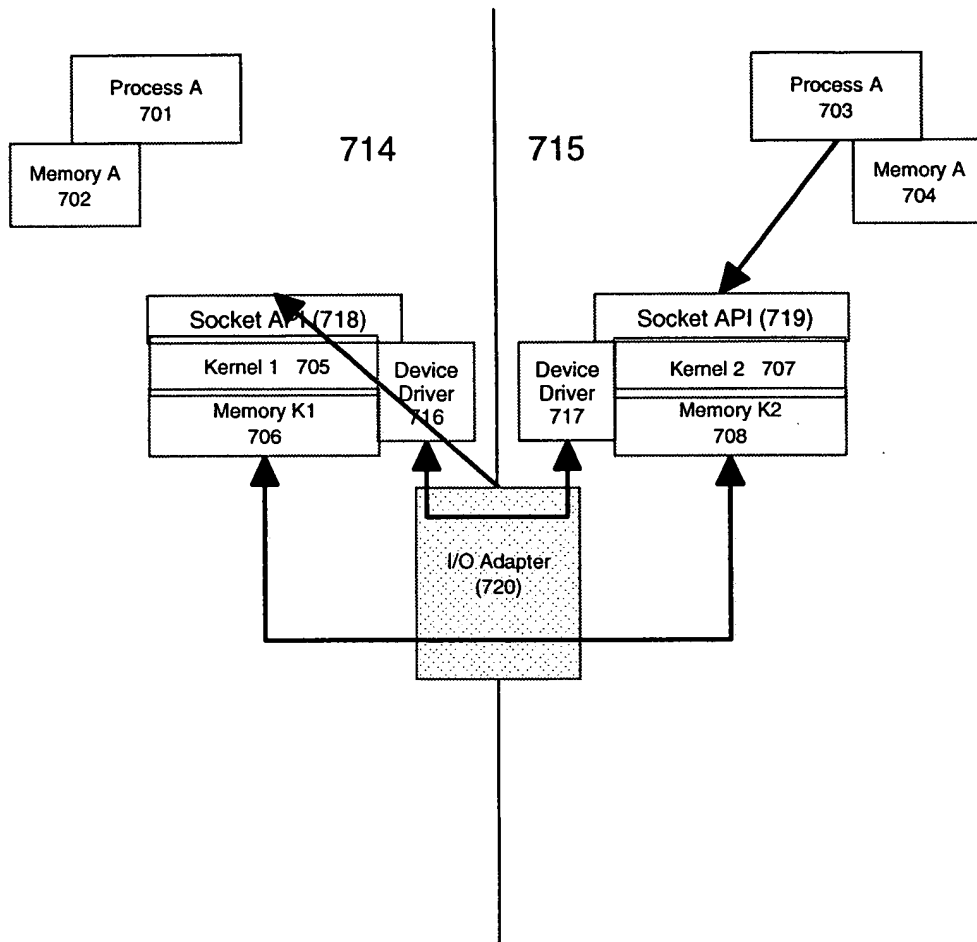 Process A
701
Memory A
702
714
715
Process A
703
Memory A
704
Socket API (718)
Kernel 1 705
Memory K1
706
Device
Driver
716
Device
Driver
717
Socket API (719)
Kernel 2 707
Memory K2
708
I/O Adapter
(720)